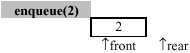 enqueue(2)
2
↑front ↑rear